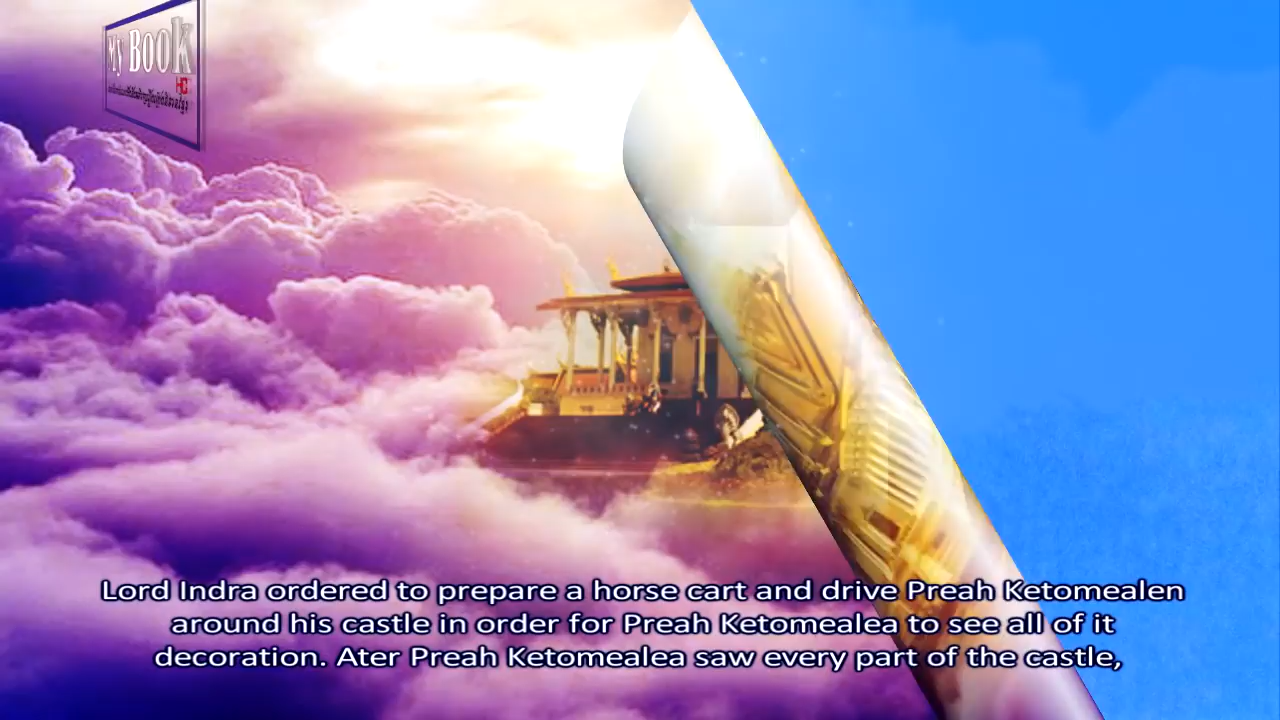 My Book
HD
Lord Indra ordered to prepare a horse cart and drive Preah Ketomealen
around his castle in order for Preah Ketomealea to see all of it
decoration. Ater Preah Ketomealea saw every part of the castle,